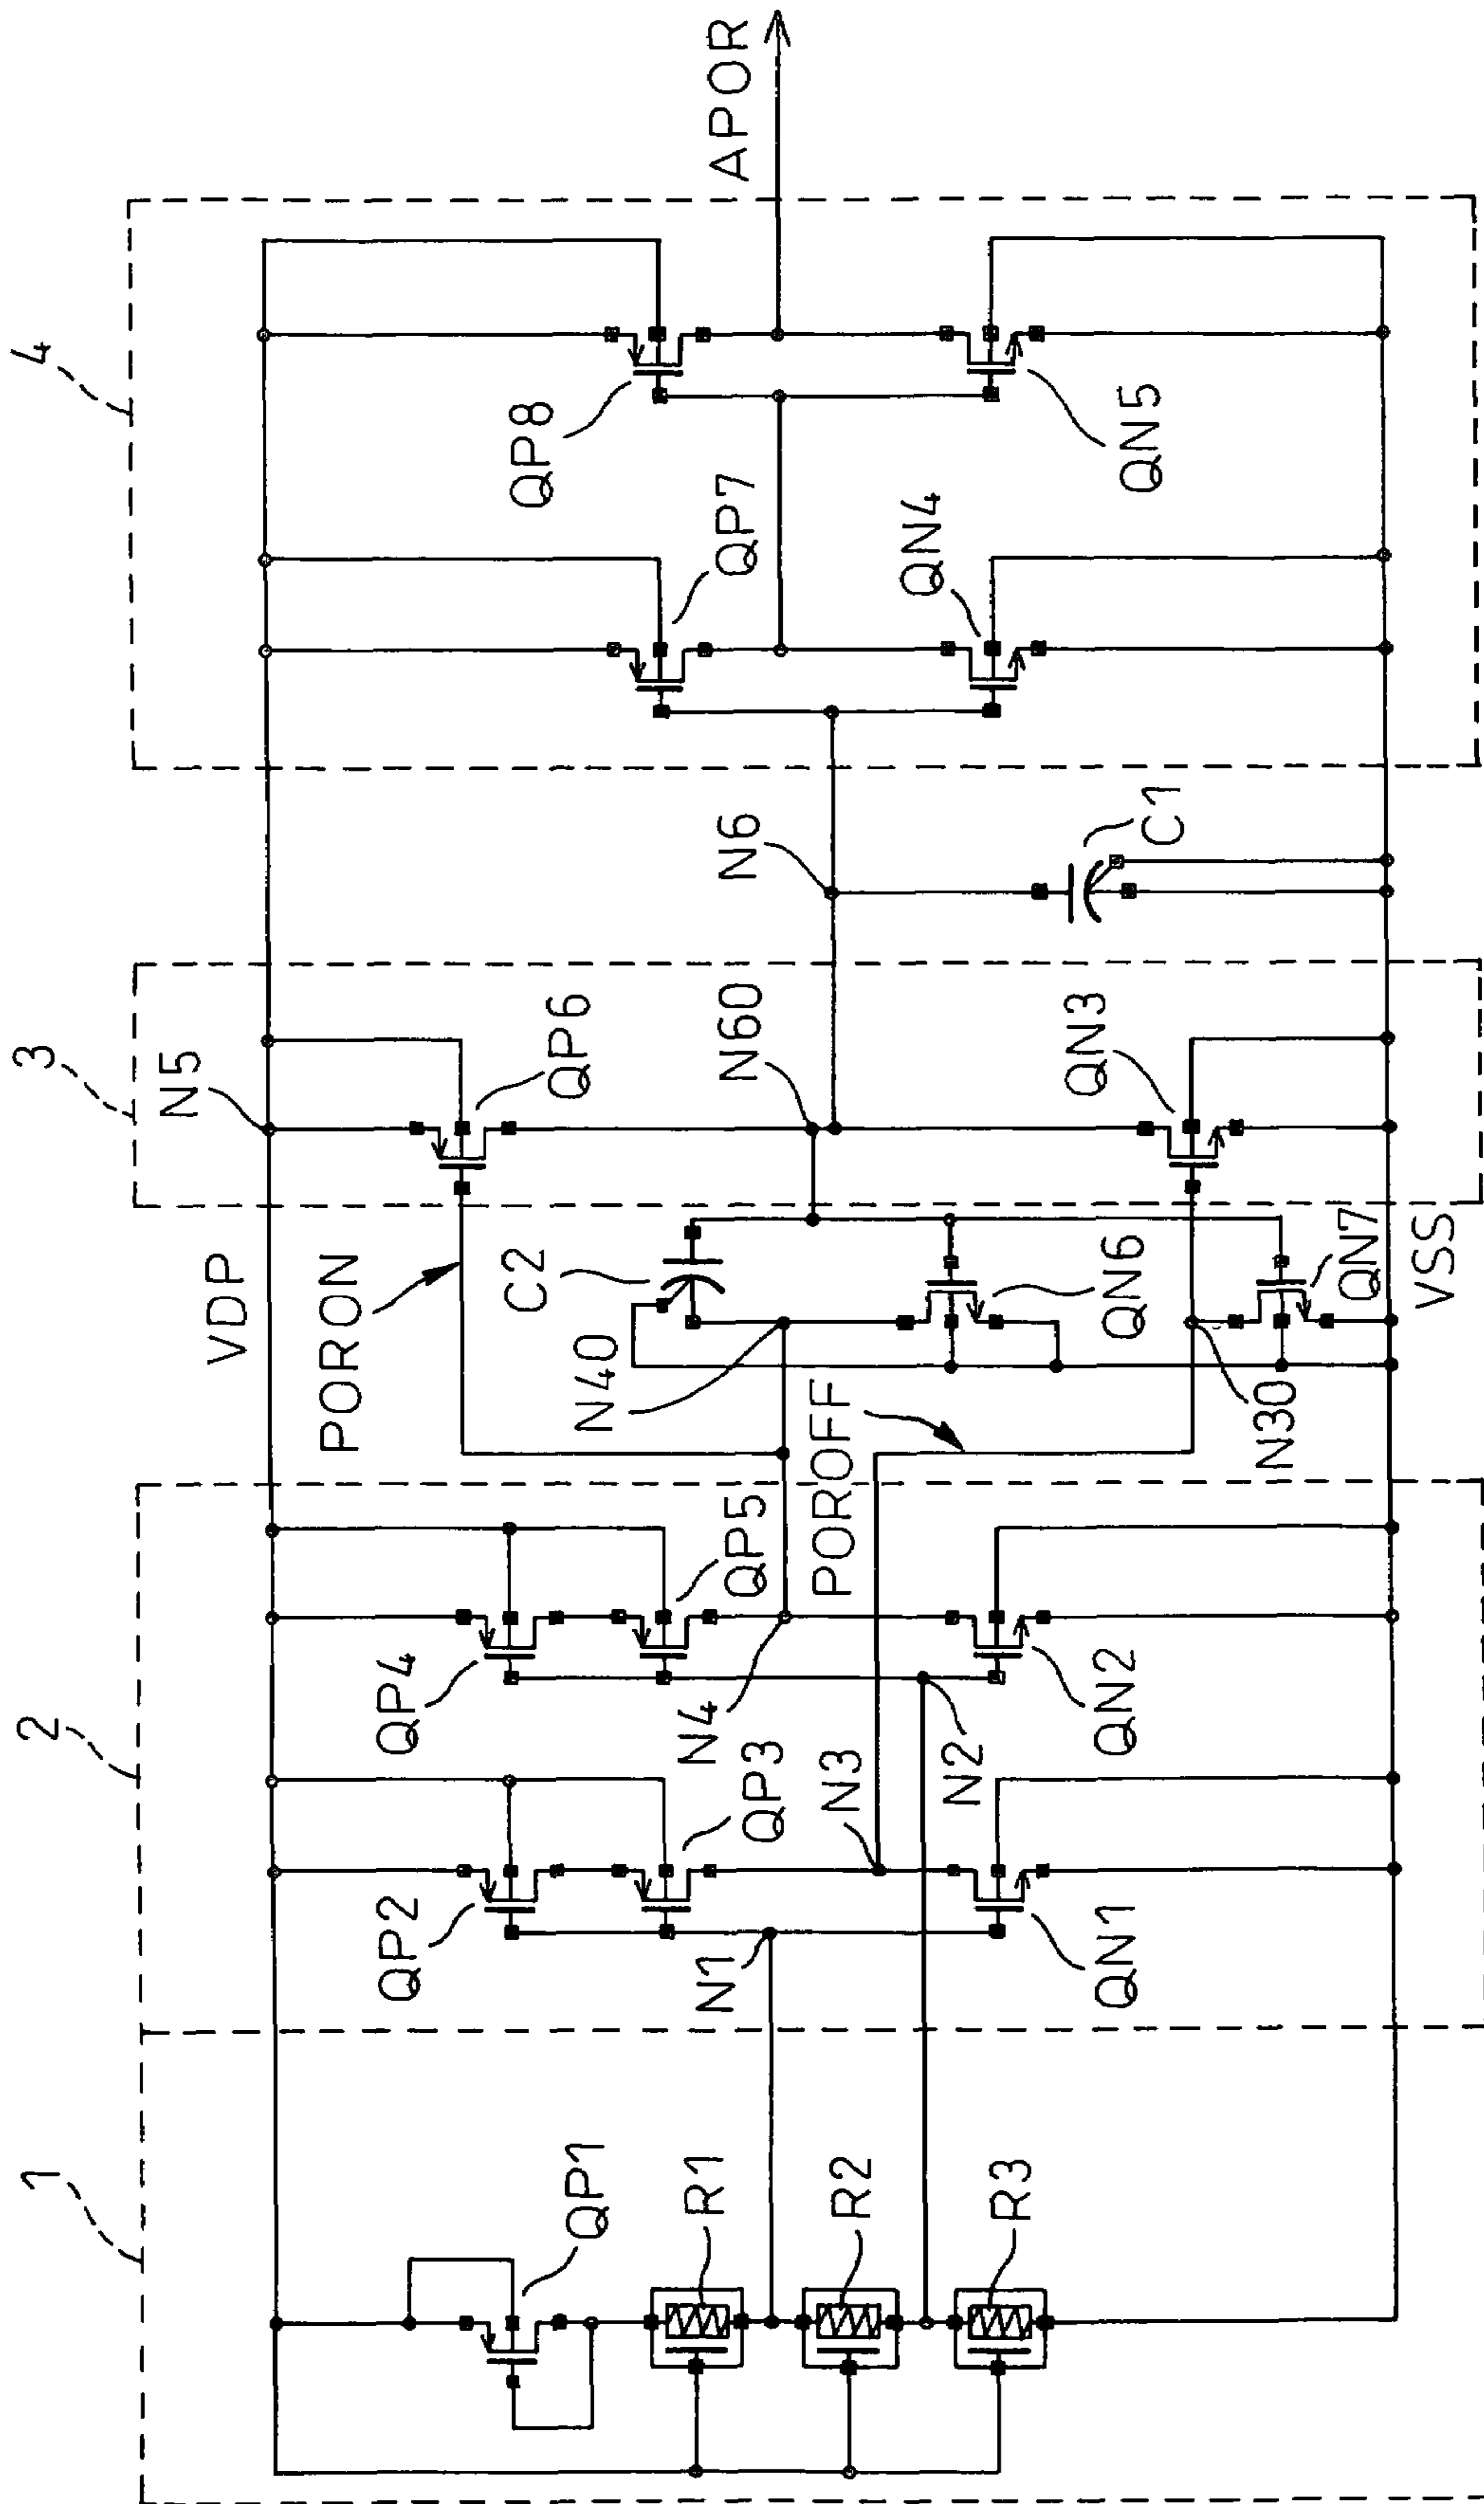 1
2
3
4
VDP
N5
PORON
QP1
QP2
QP4
QP6
QP8
R1
N1
QP3
N4
QP5
N40
C2
N60
N6
QP7
APOR
R2
N3
POROFF
R3
N2
QN1
QN2
QN6
QN3
C1
QN4
QN5
N30
QN7
VSS